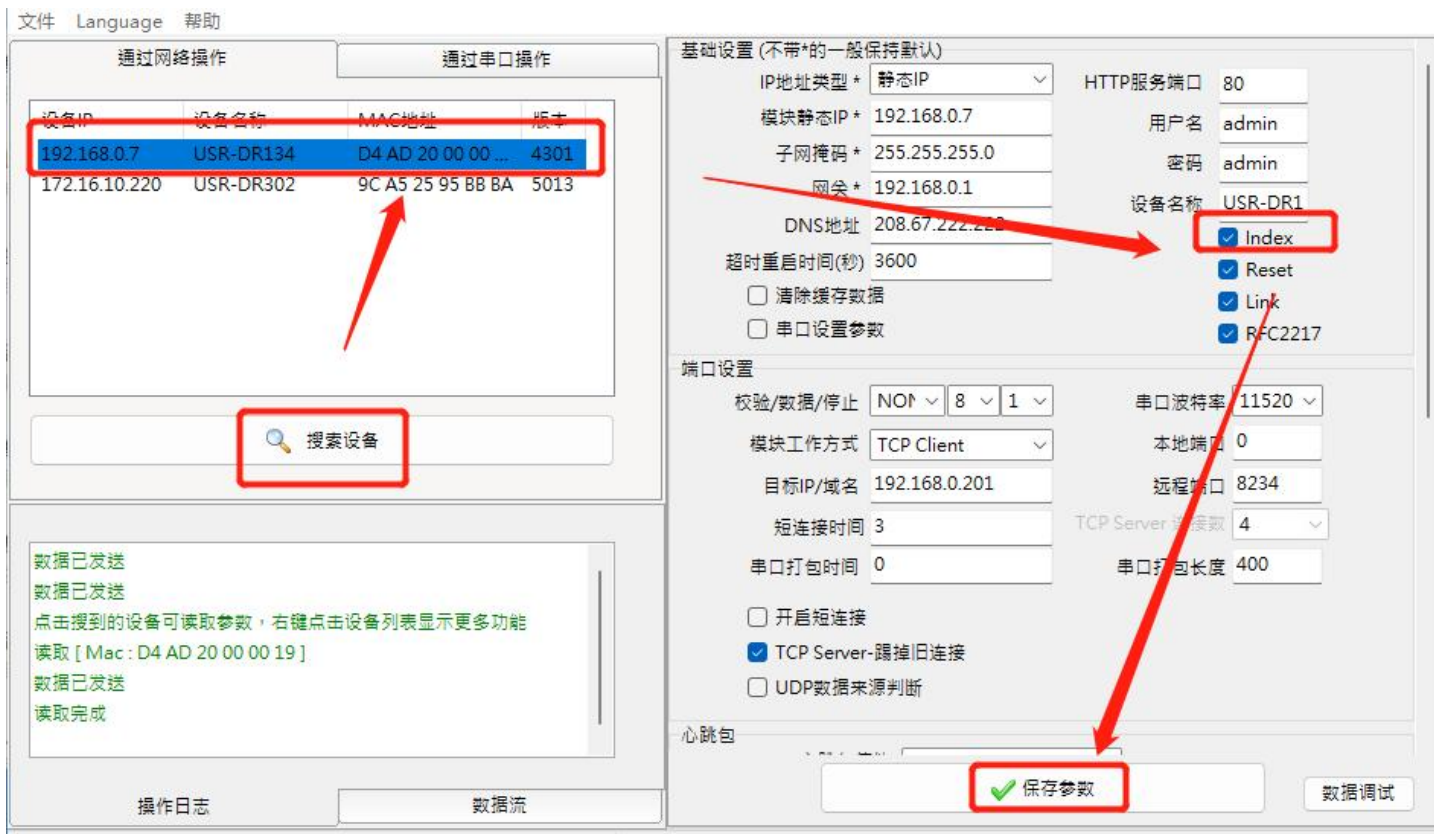 文件 Language 帮助
通过网络操作 通过串口操作
设备IP 设备名称 MAC地址 版本
192.168.0.7 USR-DR134 D4 AD 20 00 00 ... 4301
172.16.10.220 USR-DR302 9C A5 25 95 BB BA 5013
搜索设备
数据已发送
数据已发送
点击搜到的设备可读取参数，右键点击设备列表显示更多功能
读取 [ Mac : D4 AD 20 00 00 19 ]
数据已发送
读取完成
操作日志 数据流
基础设置 (不带*的一般保持默认)
IP地址类型 * 静态IP HTTP服务端口 80
模块静态IP * 192.168.0.7 用户名 admin
子网掩码 * 255.255.255.0 密码 admin
网关 * 192.168.0.1 设备名称 USR-DR1
DNS地址 208.67.222.222 Index
超时重启时间(秒) 3600 Reset
清除缓存数据 Link
串口设置参数 RFC2217
端口设置
校验/数据/停止 NON 8 1 串口波特率 11520
模块工作方式 TCP Client 本地端口 0
目标IP/域名 192.168.0.201 远程端口 8234
短连接时间 3 TCP Server 连接数 4
串口打包时间 0 串口打包长度 400
开启短连接
TCP Server-踢掉旧连接
UDP数据来源判断
心跳包
保存参数 数据调试